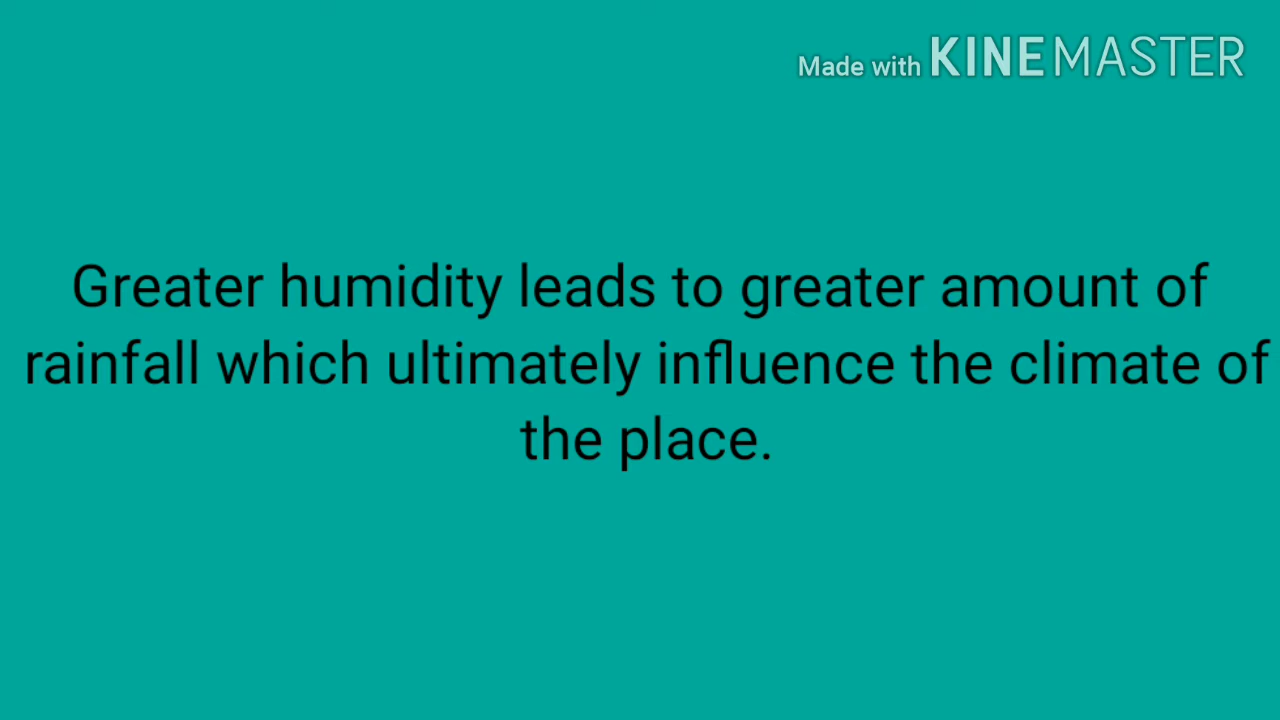 Made with KINEMASTER
Greater humidity leads to greater amount of
rainfall which ultimately influence the climate of
the place.